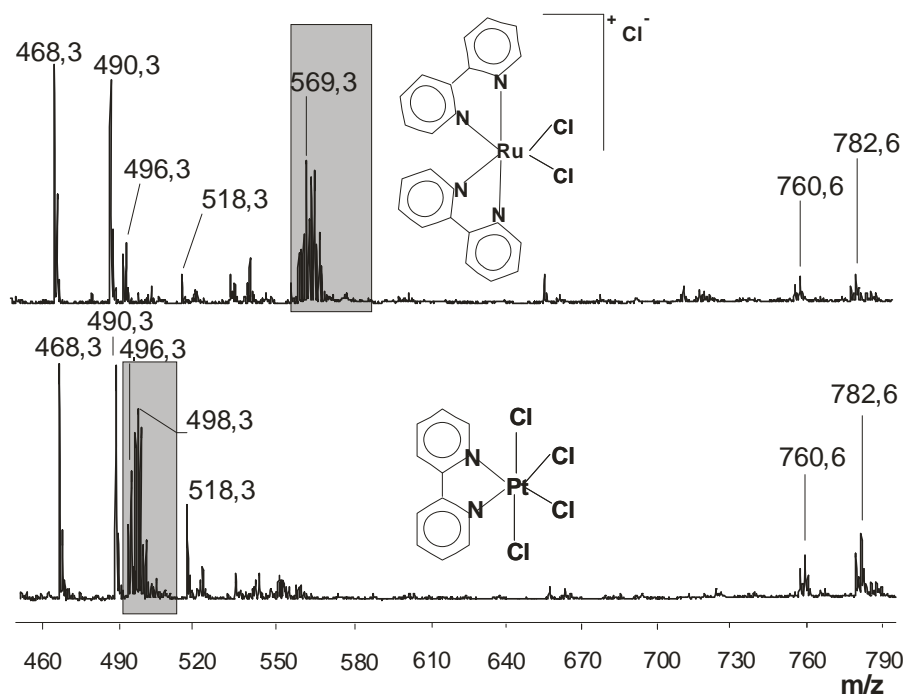 468,3
490,3
496,3
518,3
569,3
N
N
N
N
Ru
Cl
Cl
+
Cl-
760,6
782,6
490,3
468,3
496,3
498,3
518,3
N
N
Pt
Cl
Cl
Cl
Cl
760,6
782,6
460 490 520 550 580 610 640 670 700 730 760 790
m/z